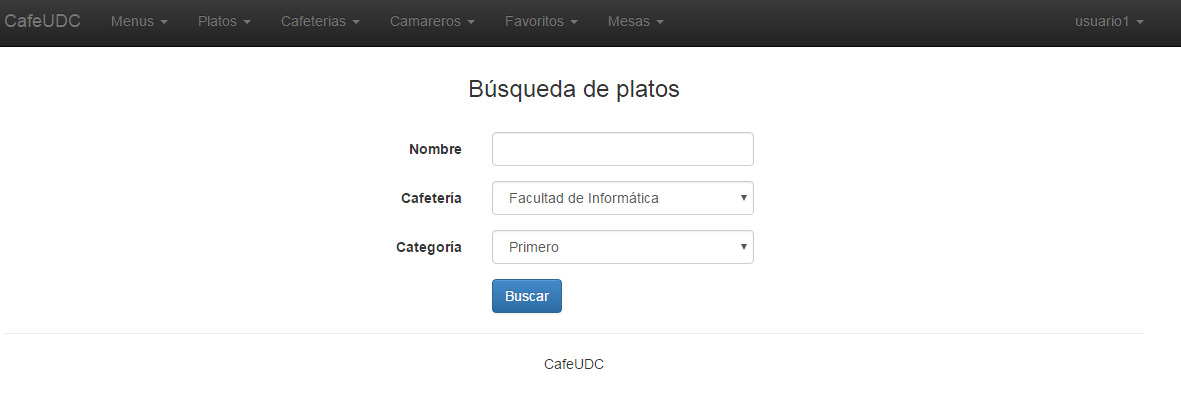 CafeUDC Menus Platos Cafeterias Camareros Favoritos Mesas usuario1
Búsqueda de platos
Nombre
Cafetería Facultad de Informática
Categoría Primero
Buscar
CafeUDC